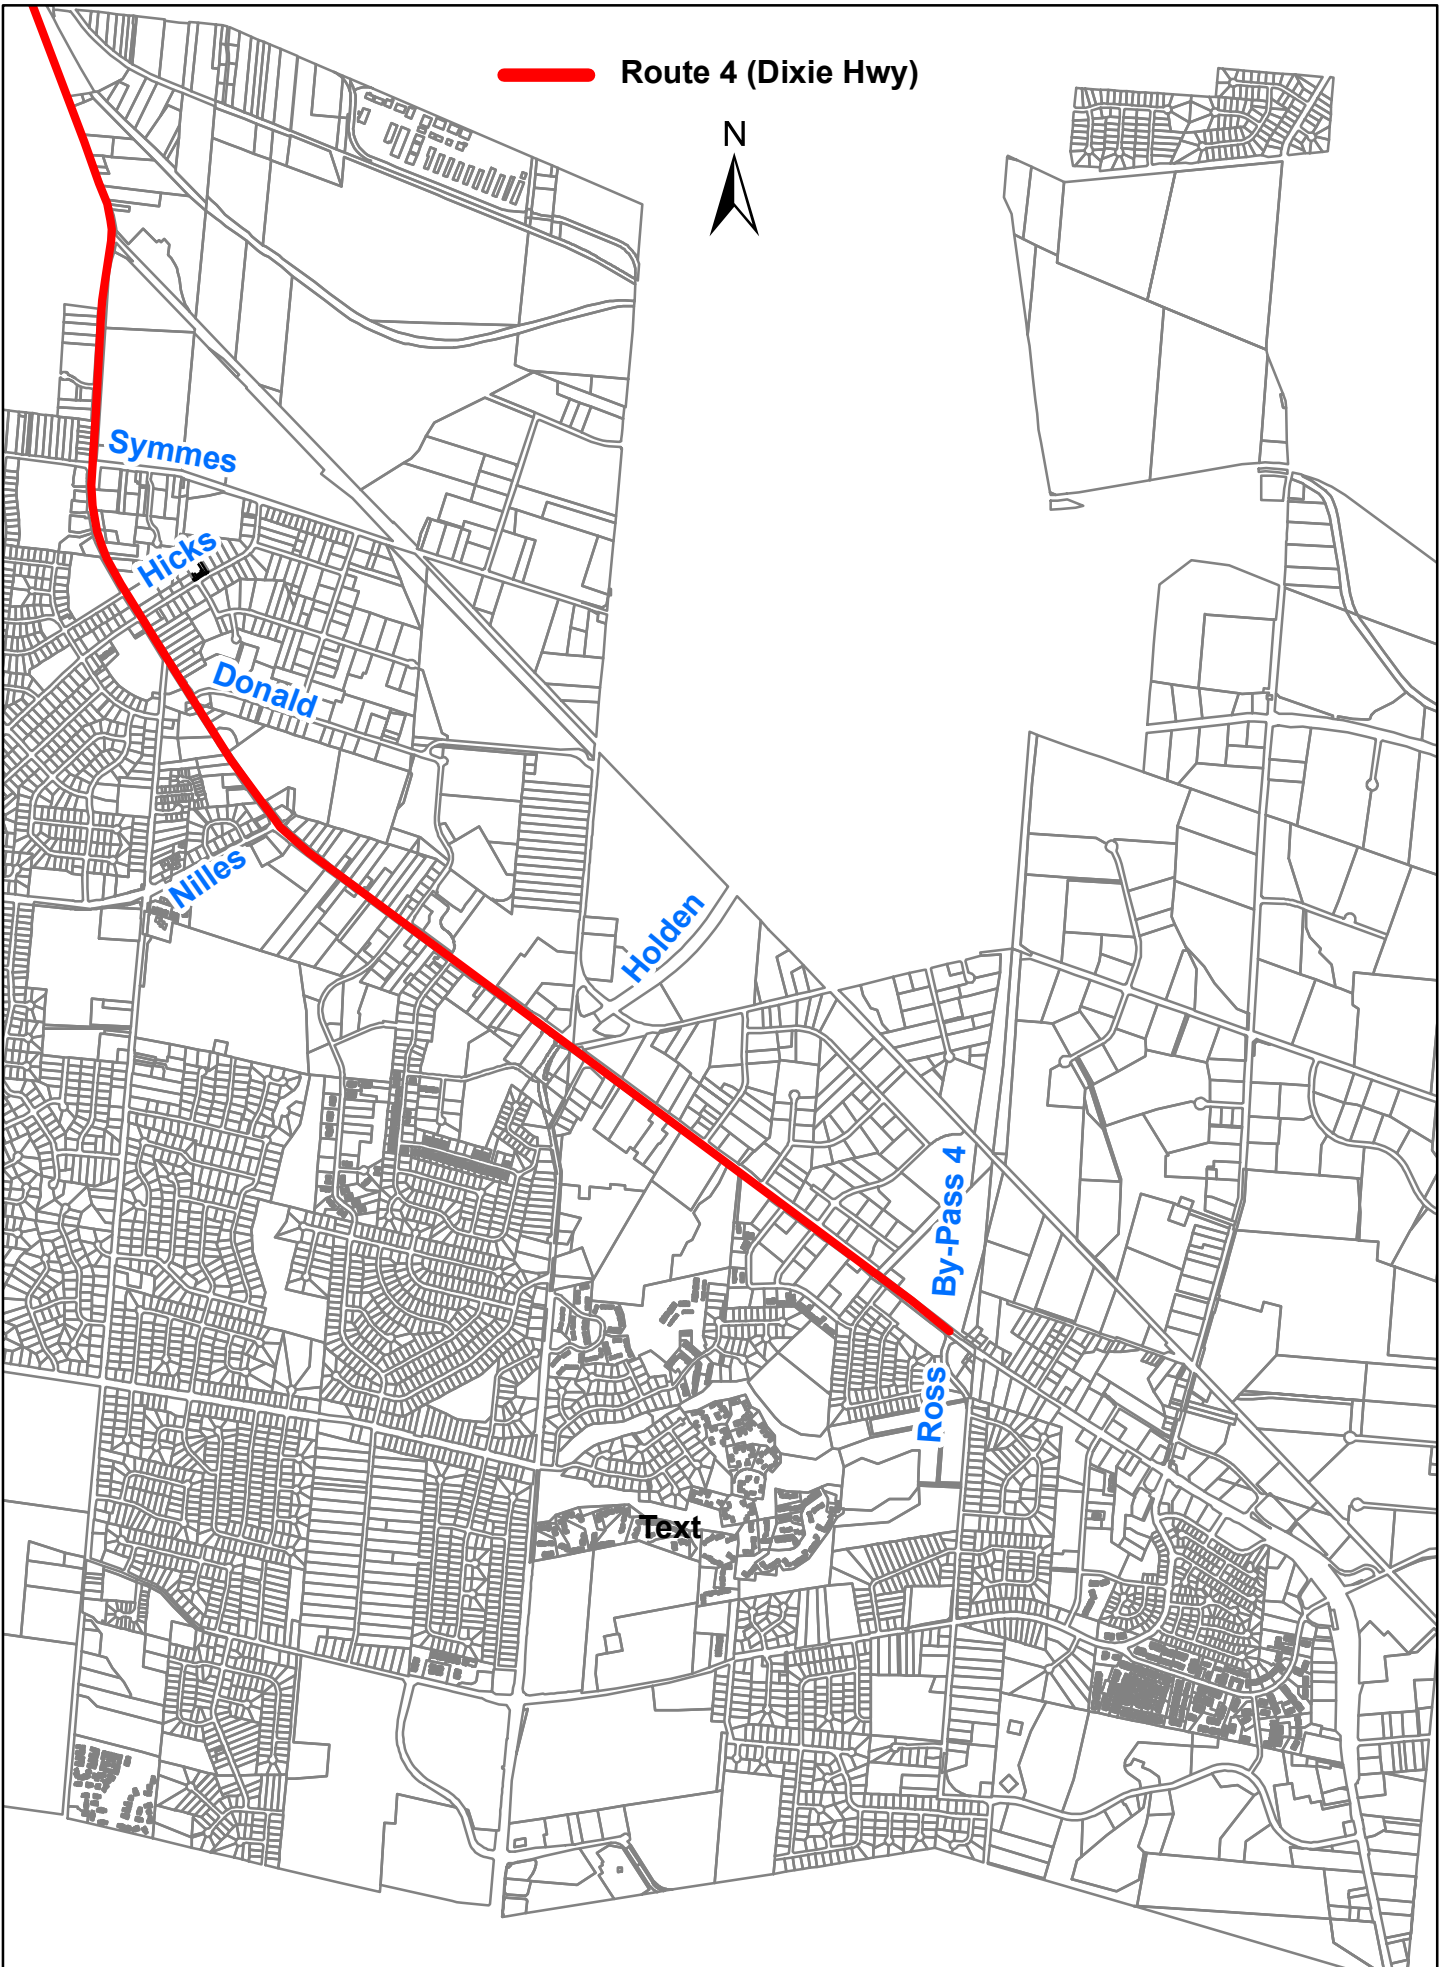 Route 4 (Dixie Hwy)
N
Symmes
Hicks
Donald
Nilles
Holden
By-Pass 4
Ross
Text